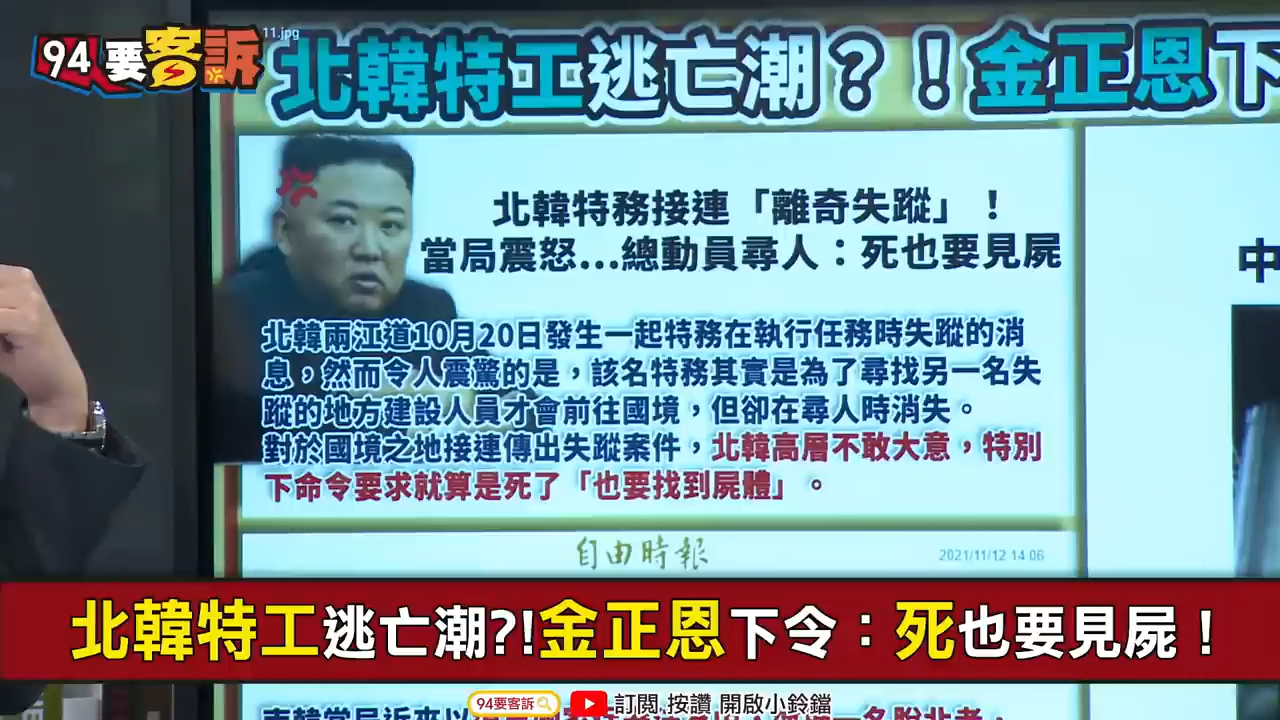 94要客訴
11.jpg
北韓特工逃亡潮？！金正恩下
北韓特務接連「離奇失蹤」！
當局震怒...總動員尋人：死也要見屍
北韓兩江道10月20日發生一起特務在執行任務時失蹤的消
息，然而令人震驚的是，該名特務其實是為了尋找另一名失
蹤的地方建設人員才會前往國境，但卻在尋人時消失。
對於國境之地接連傳出失蹤案件，北韓高層不敢大意，特別
下命令要求就算是死了「也要找到屍體」。
中
自由時報
2021/11/12 14:06
北韓特工逃亡潮?!金正恩下令：死也要見屍！
94要客訴
訂閱 按讚 開啟小鈴鐺